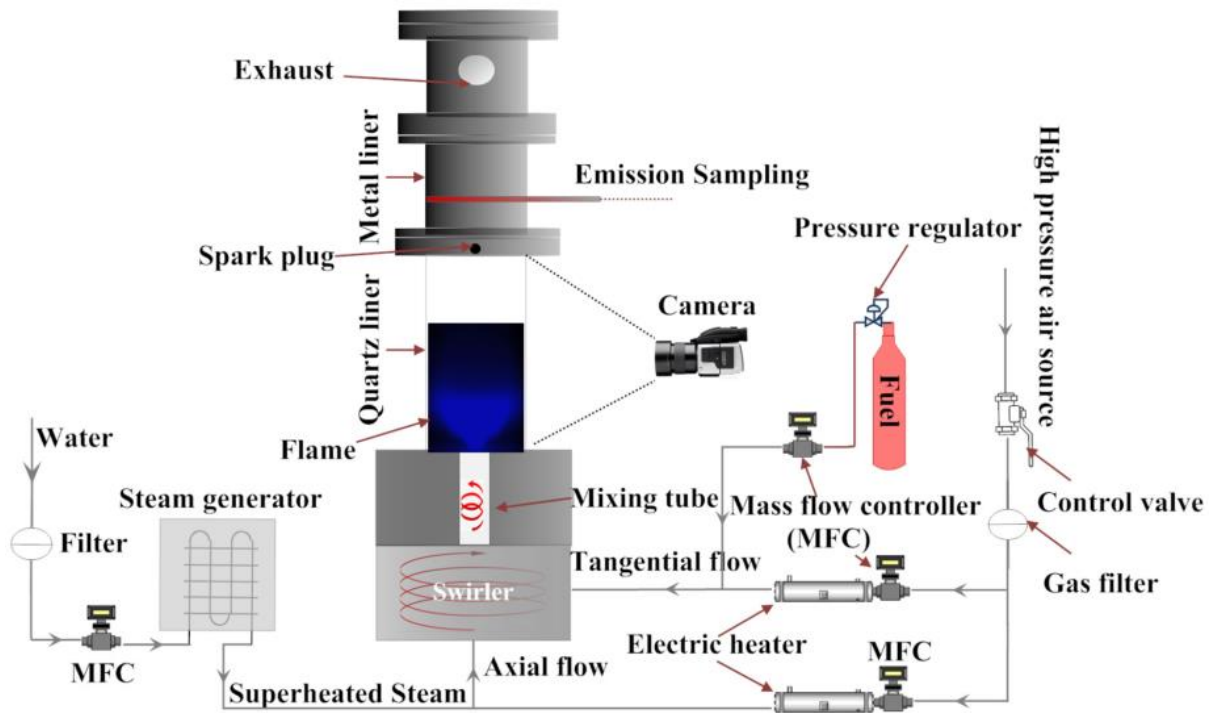 Exhaust
Metal liner
Emission Sampling
High pressure air source
Pressure regulator
Spark plug
Camera
Quartz liner
Fuel
Water
Flame
Steam generator
Mixing tube
Mass flow controller
(MFC)
Control valve
Filter
Tangential flow
Gas filter
Swirler
Electric heater
MFC
Axial flow
MFC
Superheated Steam